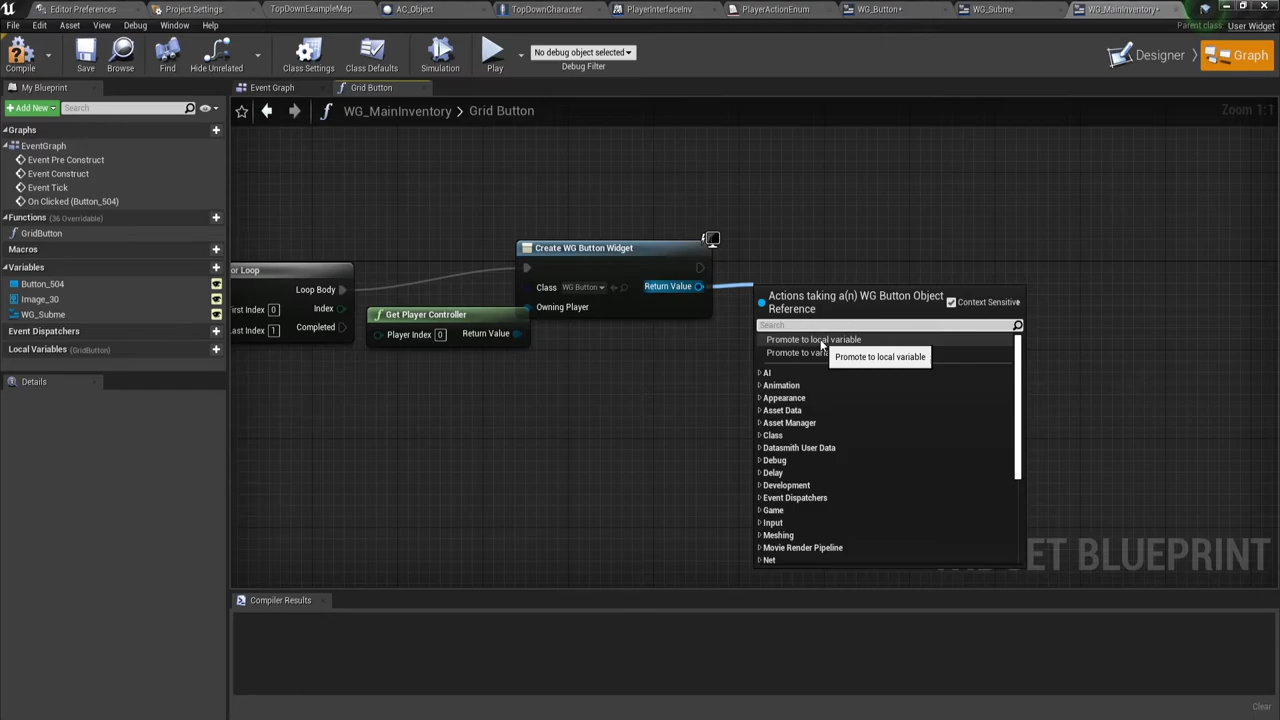 Editor Preferences
Project Settings
TopDownExampleMap
AC_Object
TopDownCharacter
PlayerInterfaceInv
PlayerActionEnum
WG_Button*
WG_Subme
WG_MainInventory*
File Edit Asset View Debug Window Help
Parent class: User Widget
Compile
Save
Browse
Find
Hide Unrelated
Class Settings
Class Defaults
Simulation
Play
No debug object selected
Debug Filter
Designer
Graph
My Blueprint
Event Graph
Grid Button
Add New
Search
WG_MainInventory > Grid Button
Zoom 1:1
Graphs
EventGraph
Event Pre Construct
Event Construct
Event Tick
On Clicked (Button_504)
Functions (36 Overridable)
GridButton
Macros
Variables
Button_504
Image_30
WG_Subme
Event Dispatchers
Local Variables (GridButton)
Details
or Loop
Loop Body
First Index 0
Index
Last Index 1
Completed
Get Player Controller
Player Index 0
Return Value
Create WG Button Widget
Class WG Button
Return Value
Owning Player
Actions taking a(n) WG Button Object
Reference
Context Sensitive
Search
Promote to local variable
Promote to vari
Promote to local variable
AI
Animation
Appearance
Asset Data
Asset Manager
Class
Datasmith User Data
Debug
Delay
Development
Event Dispatchers
Game
Input
Meshing
Movie Render Pipeline
Net
GET BLUEPRINT
Compiler Results
Clear